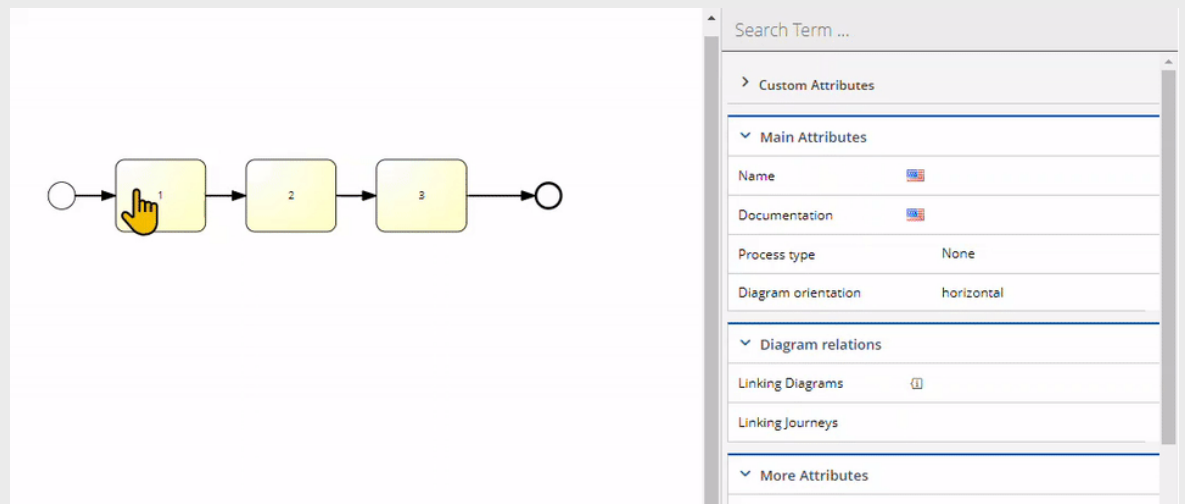 1
2
3
Search Term ...
Custom Attributes
Main Attributes
Name
Documentation
Process type None
Diagram orientation horizontal
Diagram relations
Linking Diagrams
Linking Journeys
More Attributes